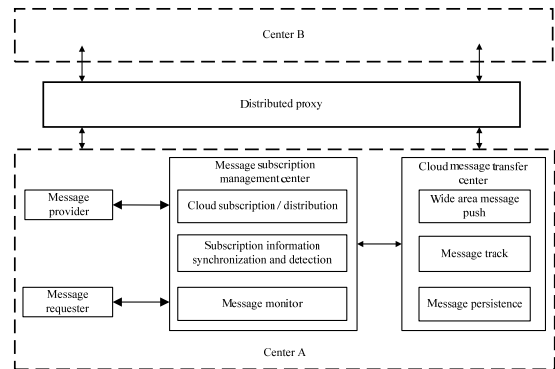 Center B
Distributed proxy
Message subscription
management center
Cloud message transfer
center
Message
provider
Cloud subscription / distribution
Wide area message
push
Subscription information
synchronization and detection
Message track
Message
requester
Message monitor
Message persistence
Center A